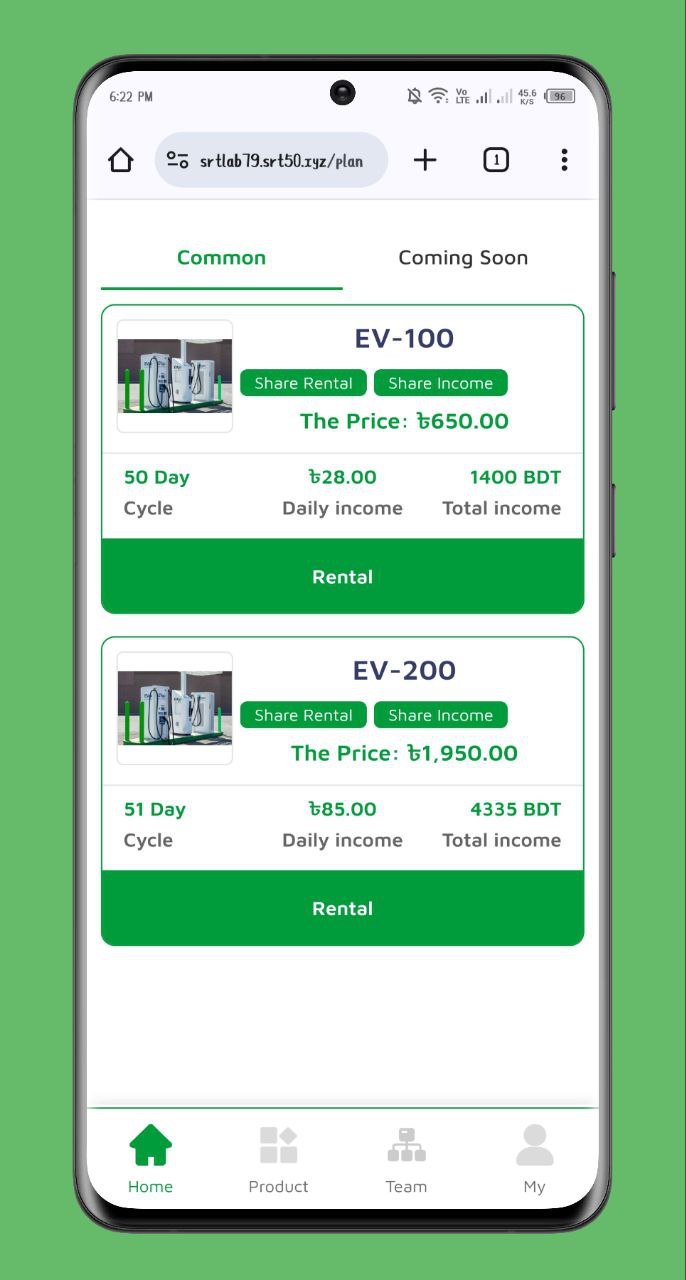 6:22 PM
Vo
LTE
45.6
K/S
96
srtlab79.srt50.xyz/plan
1
Common
Coming Soon
EV-100
Share Rental
Share Income
The Price: ৳650.00
50 Day
৳28.00
1400 BDT
Cycle
Daily income
Total income
Rental
EV-200
Share Rental
Share Income
The Price: ৳1,950.00
51 Day
৳85.00
4335 BDT
Cycle
Daily income
Total income
Rental
Home
Product
Team
My